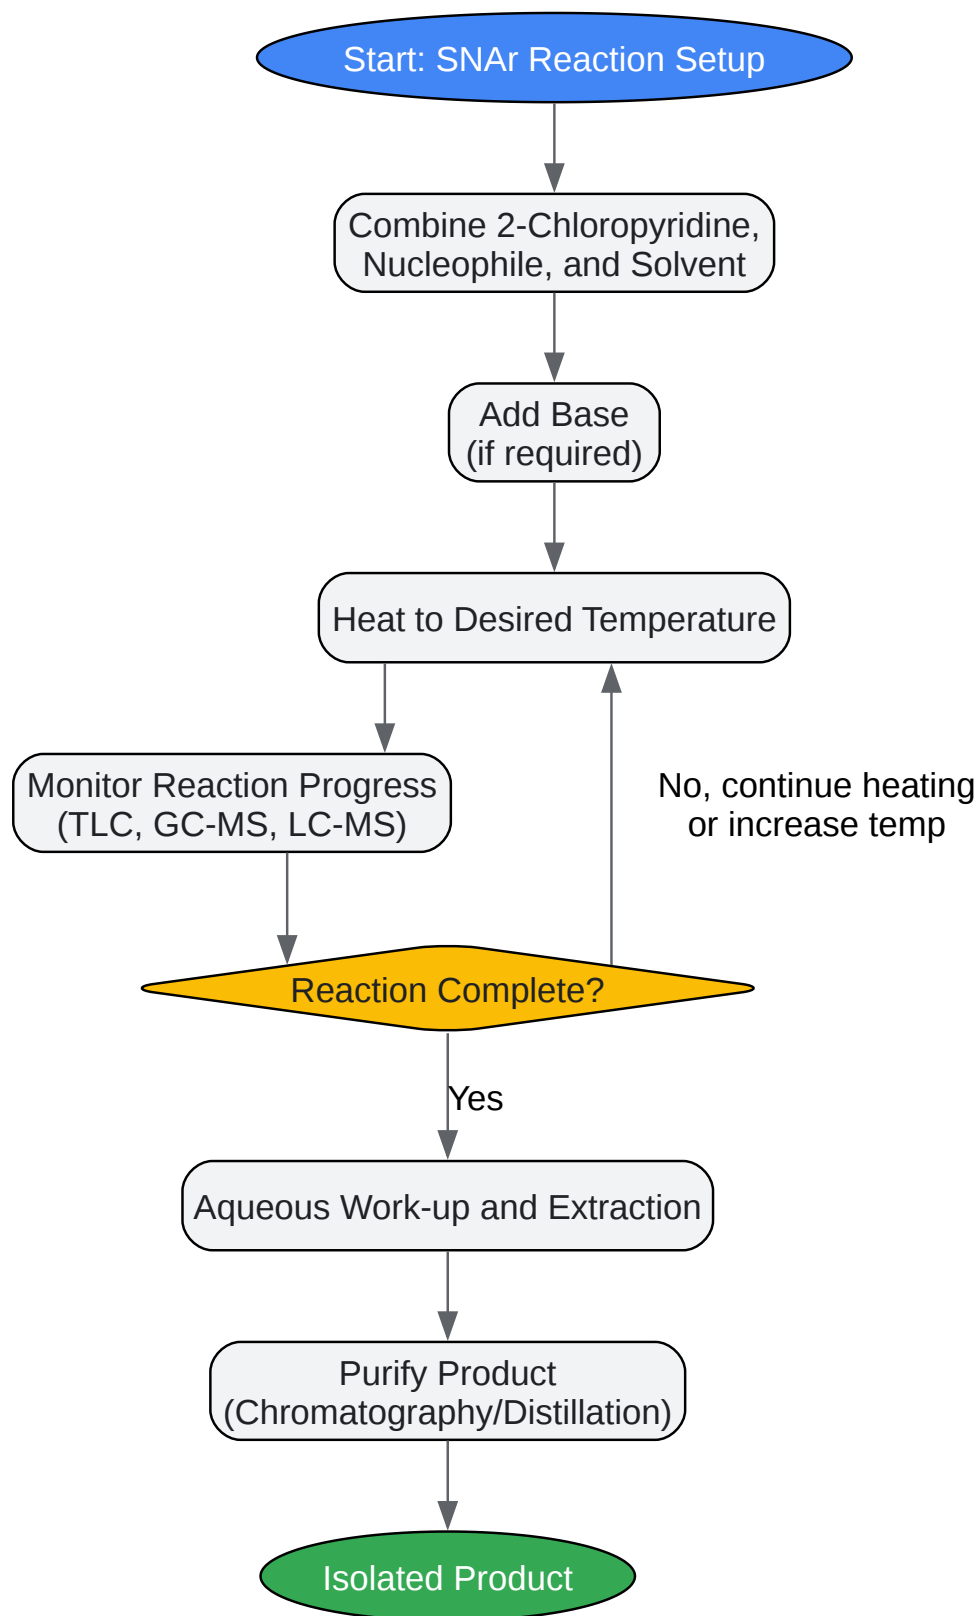 Start: SNAr Reaction Setup
Combine 2-Chloropyridine,
Nucleophile, and Solvent
Add Base
(if required)
Heat to Desired Temperature
Monitor Reaction Progress
(TLC, GC-MS, LC-MS)
No, continue heating
or increase temp
Reaction Complete?
Yes
Aqueous Work-up and Extraction
Purify Product
(Chromatography/Distillation)
Isolated Product